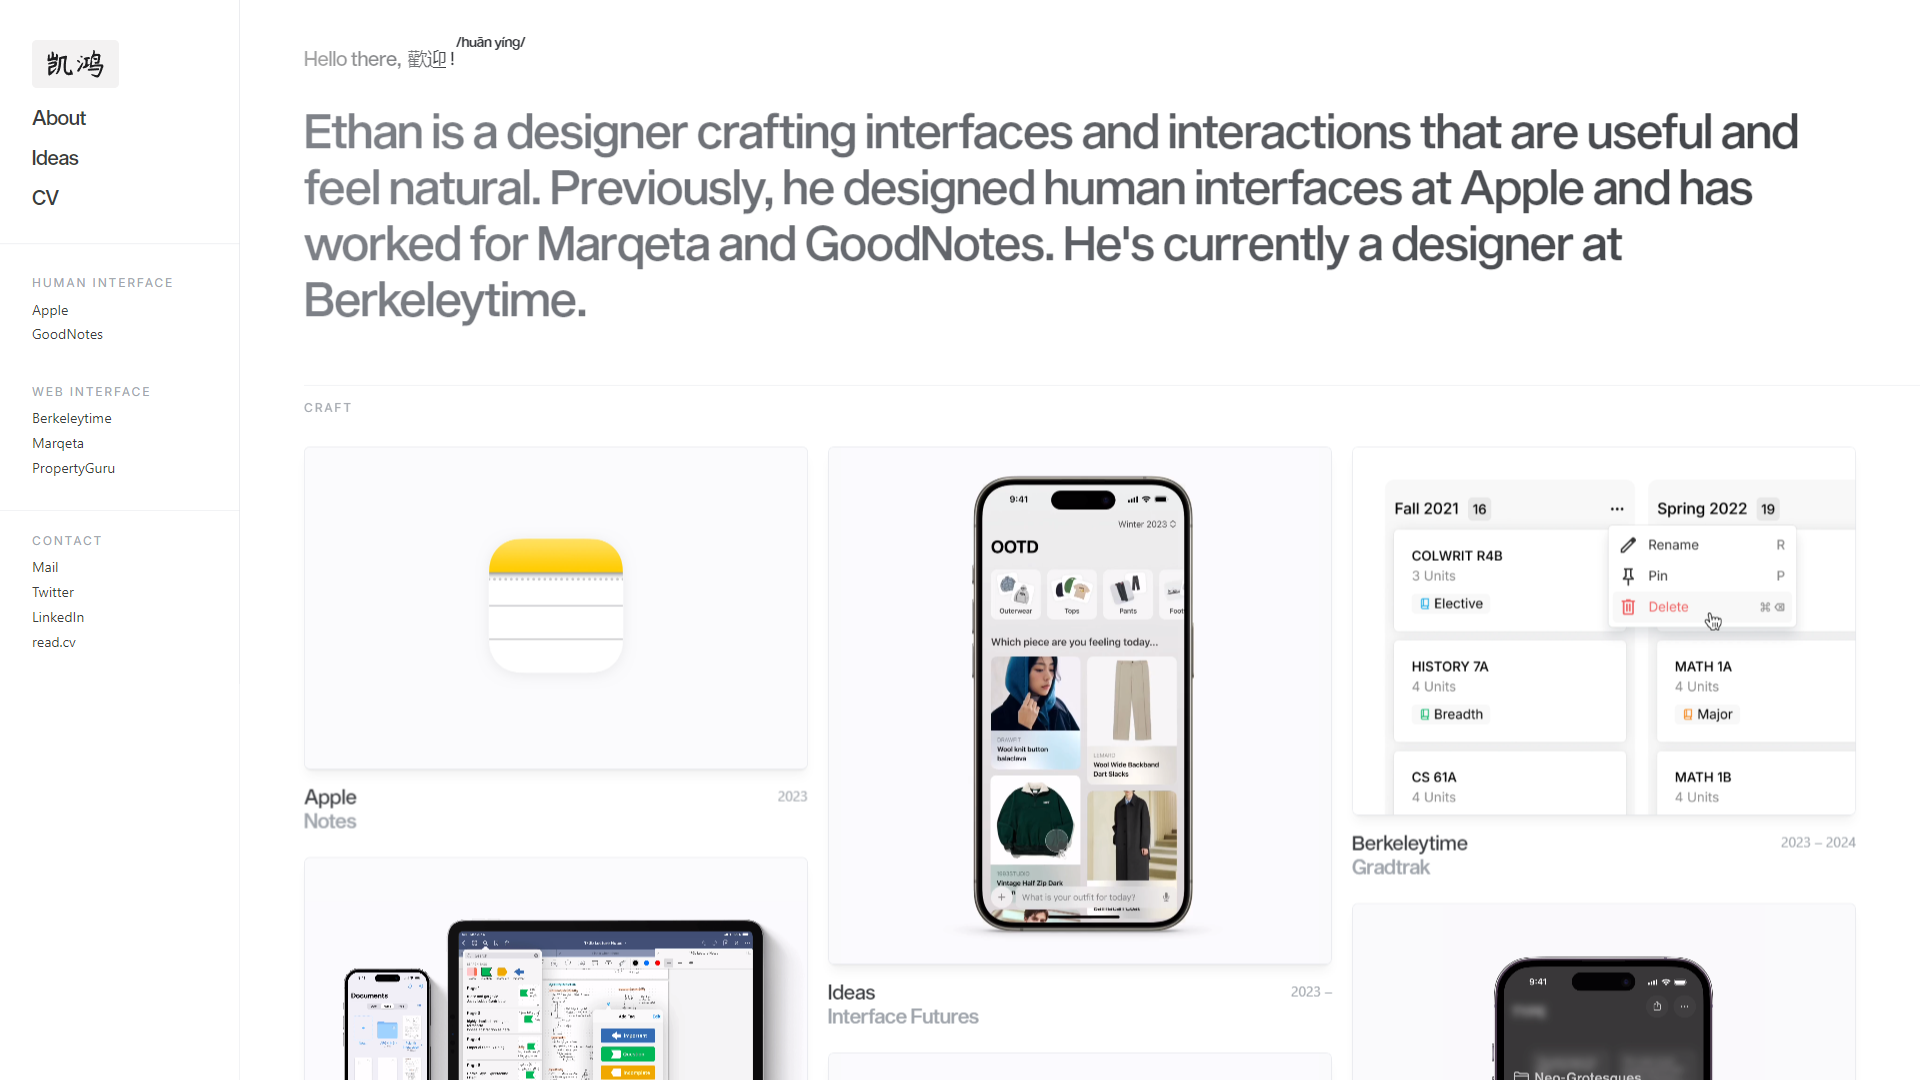 凯鸿
About
Ideas
CV
HUMAN INTERFACE
Apple
GoodNotes
WEB INTERFACE
Berkeleytime
Marqeta
PropertyGuru
CONTACT
Mail
Twitter
LinkedIn
read.cv
/huān yíng/
Hello there, 歡迎!
Ethan is a designer crafting interfaces and interactions that are useful and
feel natural. Previously, he designed human interfaces at Apple and has
worked for Marqeta and GoodNotes. He's currently a designer at
Berkeleytime.
CRAFT
Apple 2023
Notes
9:41
Documents
Add Tag
9:41
Winter 2023
OOTD
Outerwear Tops Pants Foot
Which piece are you feeling today...
Wool knit button
balaclava
LEMARD
Wool Wide Backband
Dart Slacks
1993STUDIO
Vintage Half Zip Dark
What is your outfit for today?
Ideas 2023 –
Interface Futures
Fall 2021 16 ···
COLWRIT R4B
3 Units
Elective
HISTORY 7A
4 Units
Breadth
CS 61A
4 Units
Spring 2022 19
Rename R
Pin P
Delete ⌘ ⌫
MATH 1A
4 Units
Major
MATH 1B
4 Units
Berkeleytime 2023 – 2024
Gradtrak
9:41
Neo-Grotesques